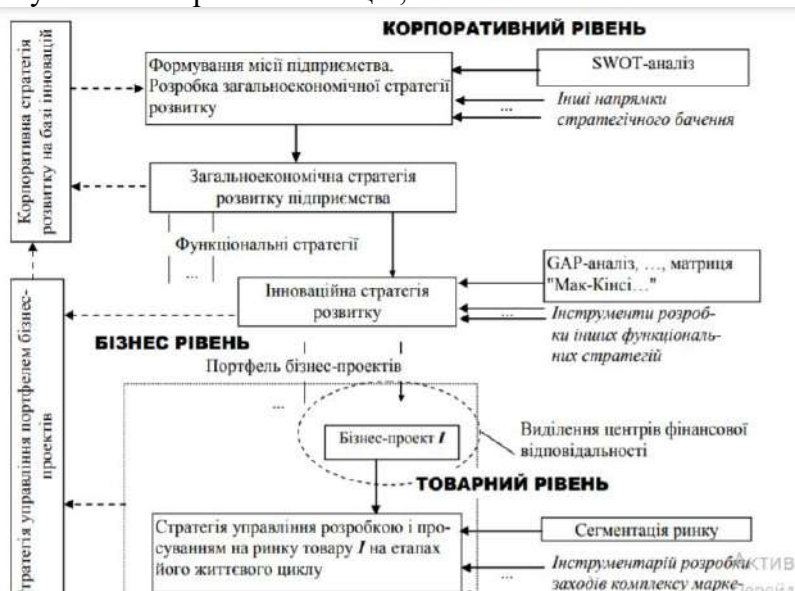 КОРПОРАТИВНИЙ РІВЕНЬ
Корпоративна стратегія
розвитку на базі інновацій
Формування місії підприємства.
Розробка загальноекономічної стратегії
розвитку
SWOT-аналіз
...
Інші напрямки
стратегічного бачення
Загальноекономічна стратегія
розвитку підприємства
Функціональні стратегії
...
Інноваційна стратегія
розвитку
GAP-аналіз, ..., матриця
"Мак-Кінсі..."
...
Інструменти розроб-
ки інших функціональ-
них стратегій
БІЗНЕС РІВЕНЬ
Портфель бізнес-проектів
...
Бізнес-проект I
Виділення центрів фінансової
відповідальності
ТОВАРНИЙ РІВЕНЬ
управління портфелем бізнес-
проектів
Стратегія управління розробкою і про-
суванням на ринку товару I на етапах
його життєвого циклу
Сегментація ринку
...
Інструментарій розробки
заходів комплексу марке-